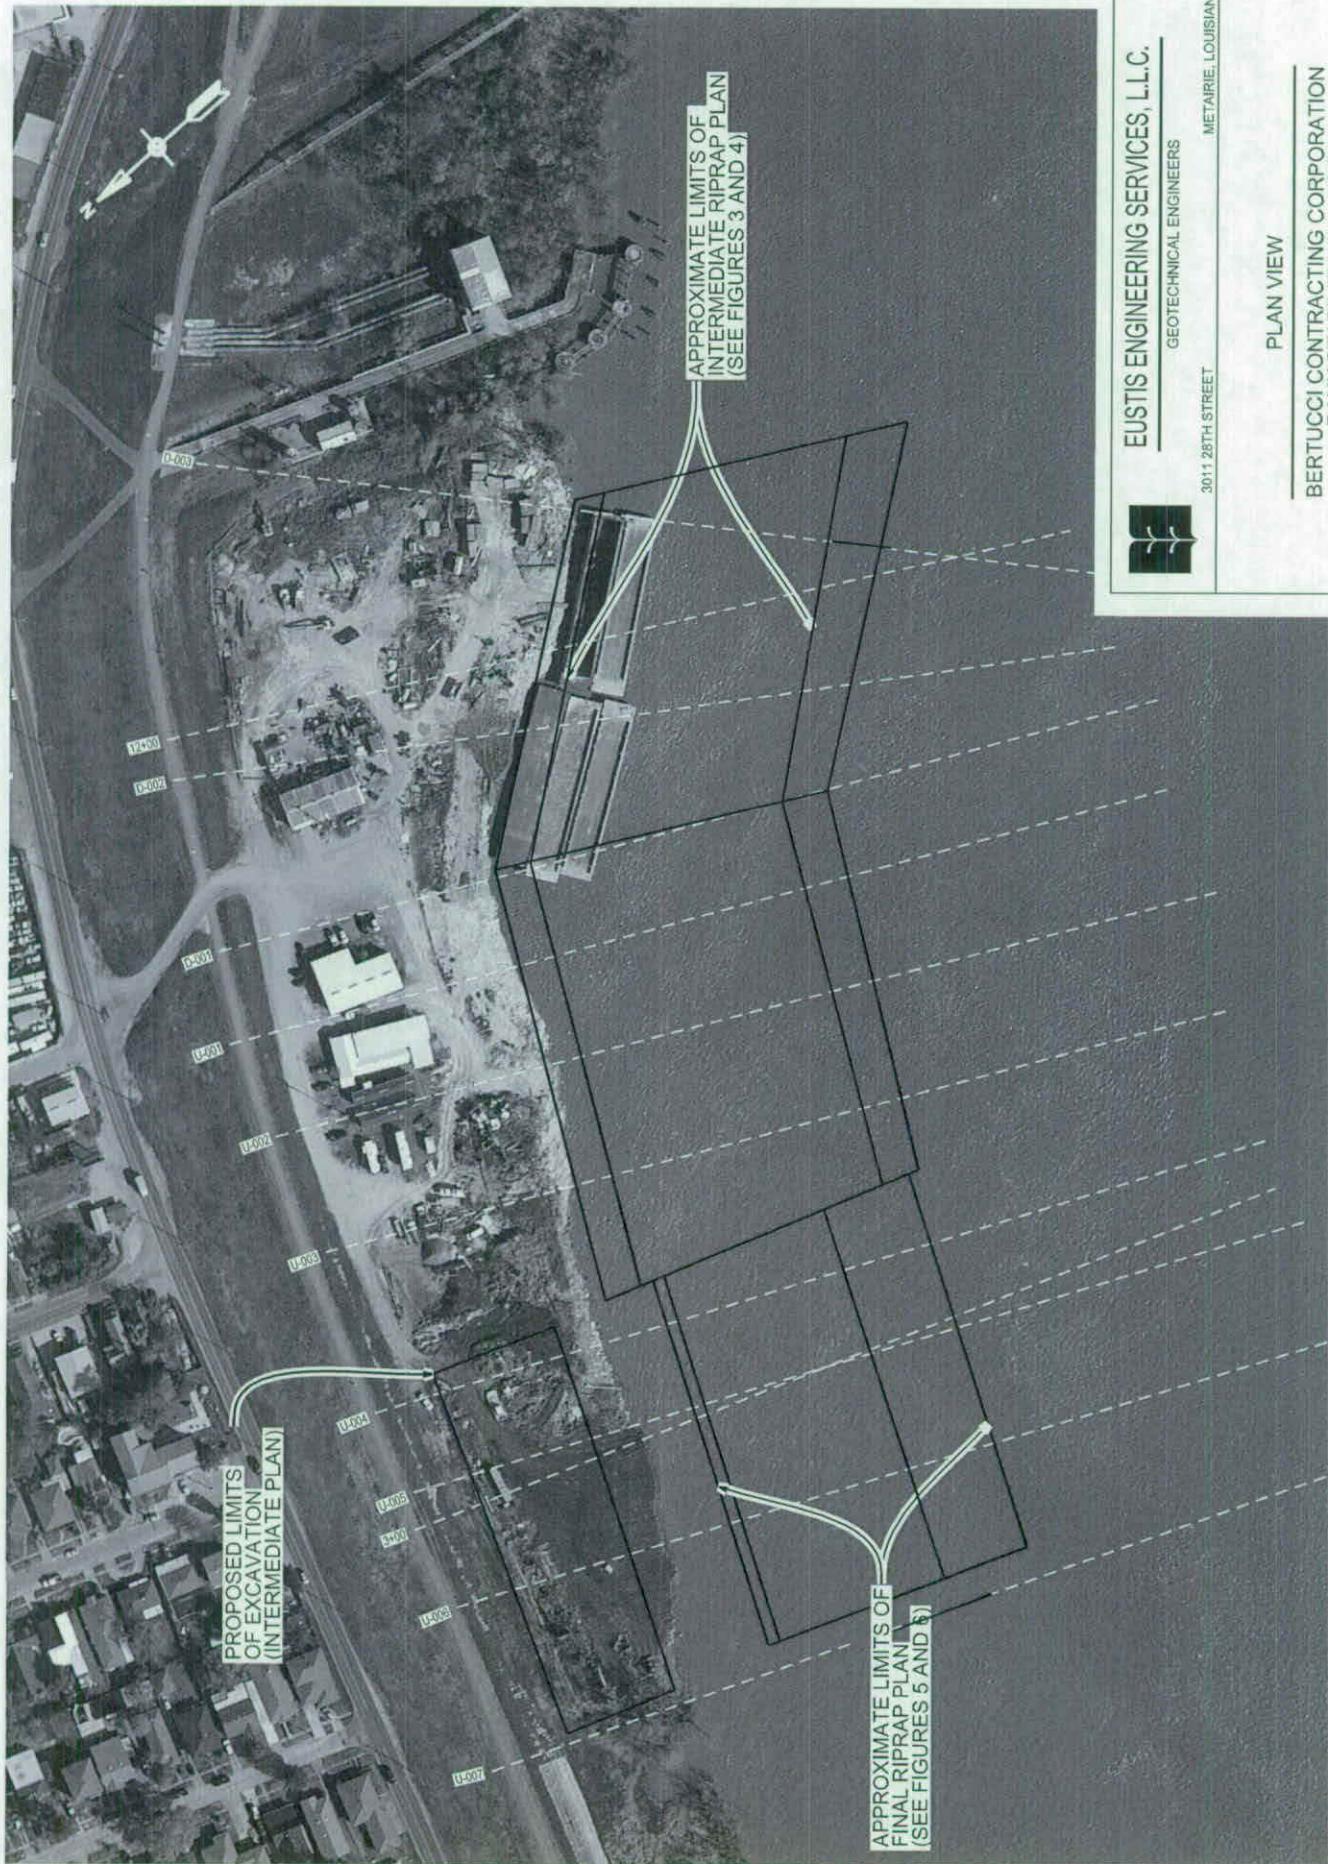 N
APPROXIMATE LIMITS OF
INTERMEDIATE RIPRAP PLAN
(SEE FIGURES 3 AND 4)
D-003
12+00
D-002
D-001
U-001
U-002
U-003
U-004
U-005
3+00
U-006
U-007
PROPOSED LIMITS
OF EXCAVATION
(INTERMEDIATE PLAN)
APPROXIMATE LIMITS OF
FINAL RIPRAP PLAN
(SEE FIGURES 5 AND 6)
EUSTIS ENGINEERING SERVICES, L.L.C.
GEOTECHNICAL ENGINEERS
3011 28TH STREET
METAIRIE, LOUISIAN
PLAN VIEW
BERTUCCI CONTRACTING CORPORATION